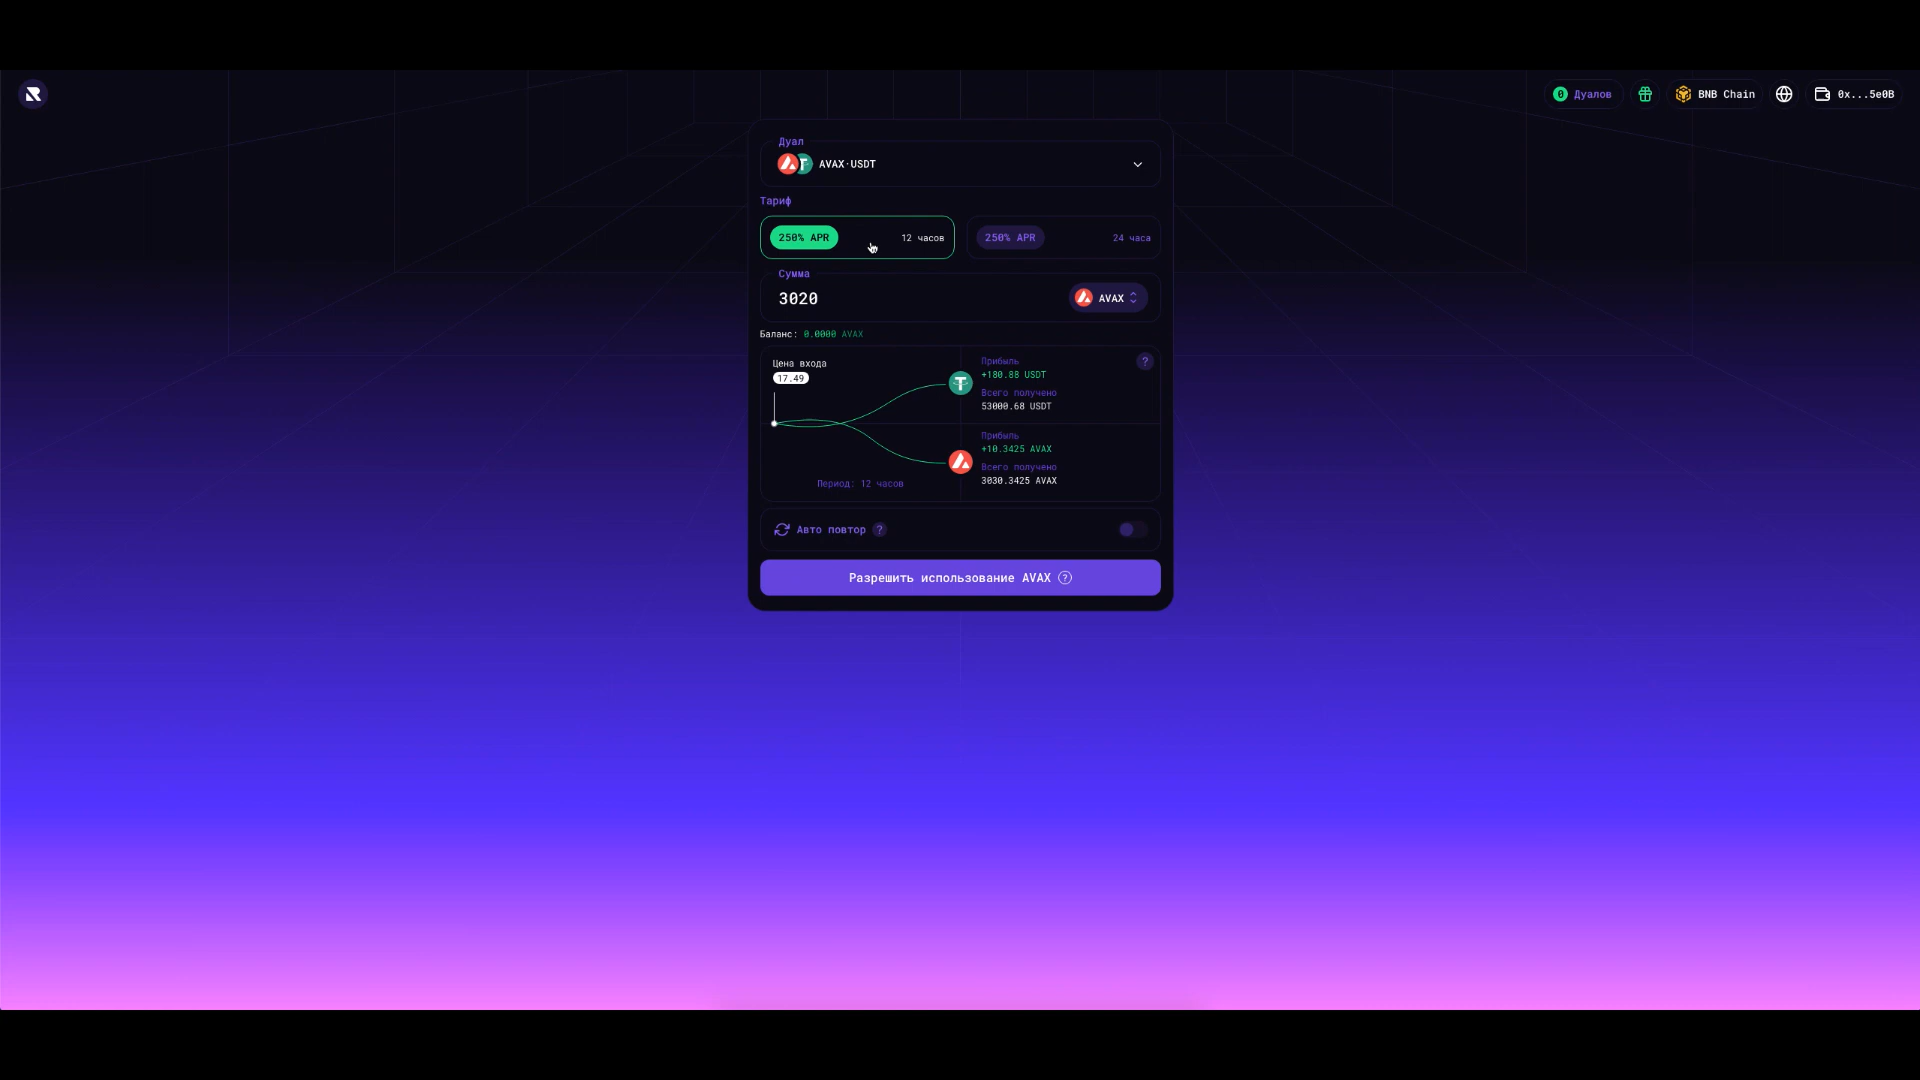 0 Дуалов BNB Chain 0x...5e0B
Дуал
AVAX·USDT
Тариф
250% APR 12 часов 250% APR 24 часа
Сумма
3020 AVAX
Баланс: 0.0000 AVAX
Цена входа
17.49
Прибыль ?
+180.88 USDT
Всего получено
53000.68 USDT
Прибыль
+10.3425 AVAX
Всего получено
3030.3425 AVAX
Период: 12 часов
Авто повтор ?
Разрешить использование AVAX ?